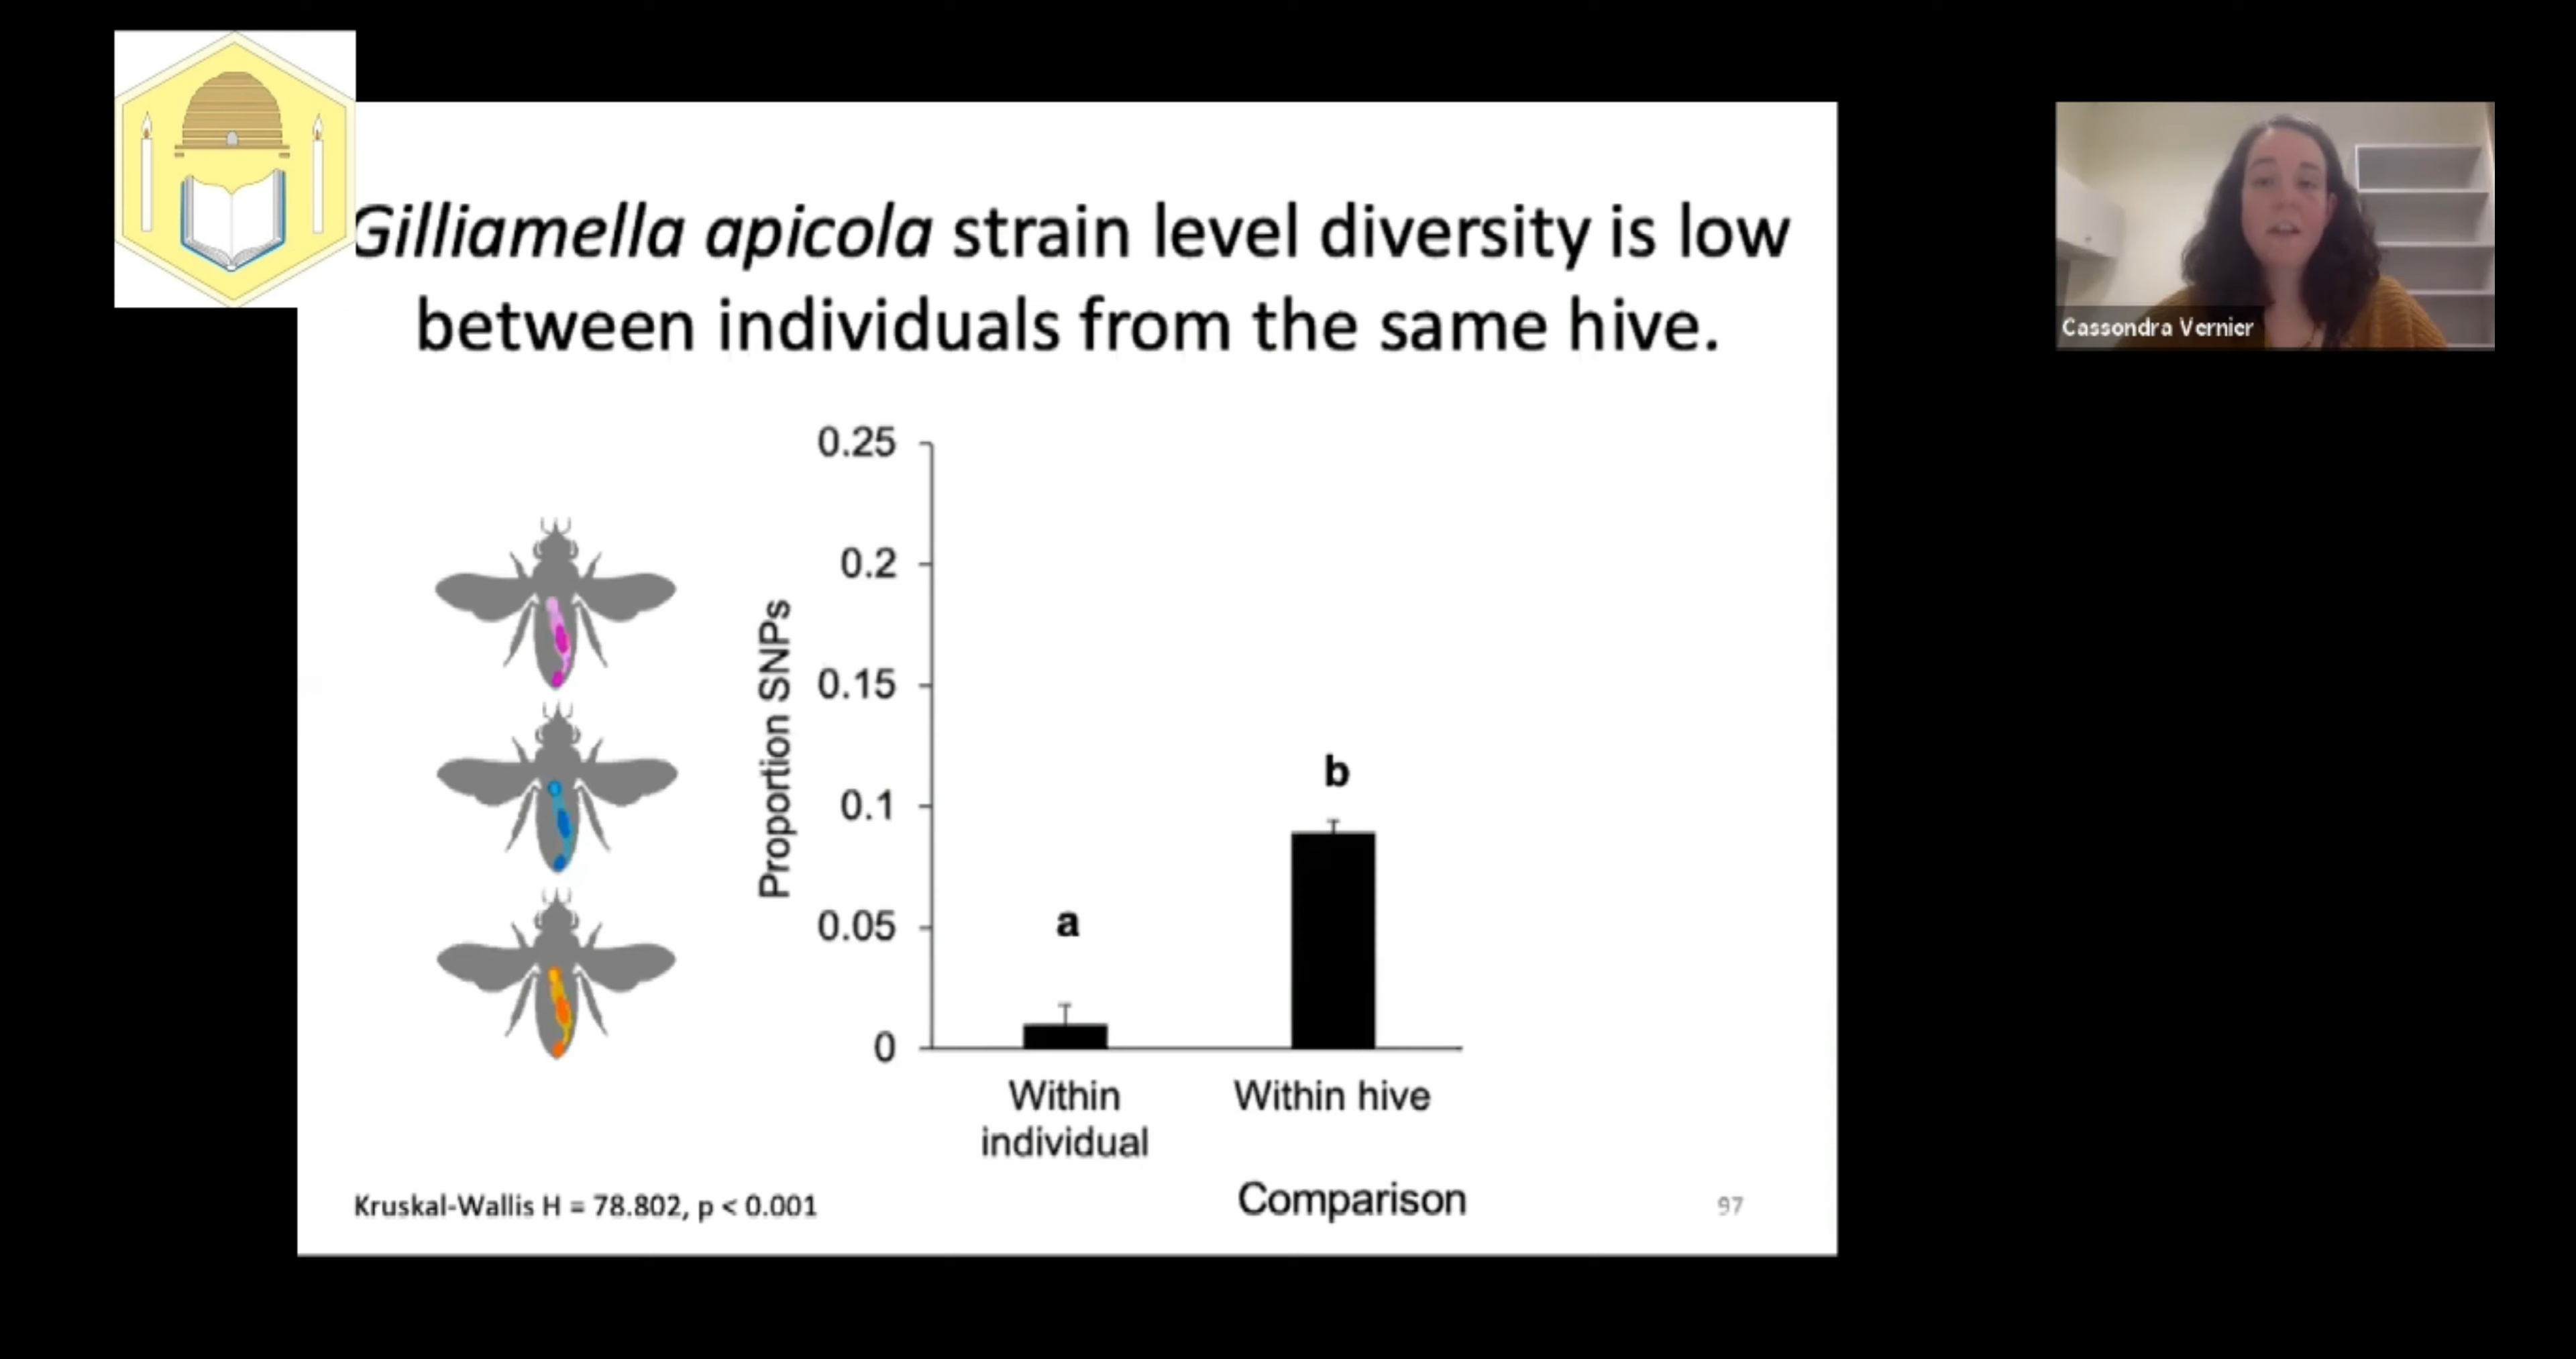 Gilliamella apicola strain level diversity is low
between individuals from the same hive.
0.25
0.2
0.15
0.1
0.05
0
Proportion SNPs
a
b
Within
individual
Within hive
Comparison
Kruskal-Wallis H = 78.802, p < 0.001
97
Cassondra Vernier